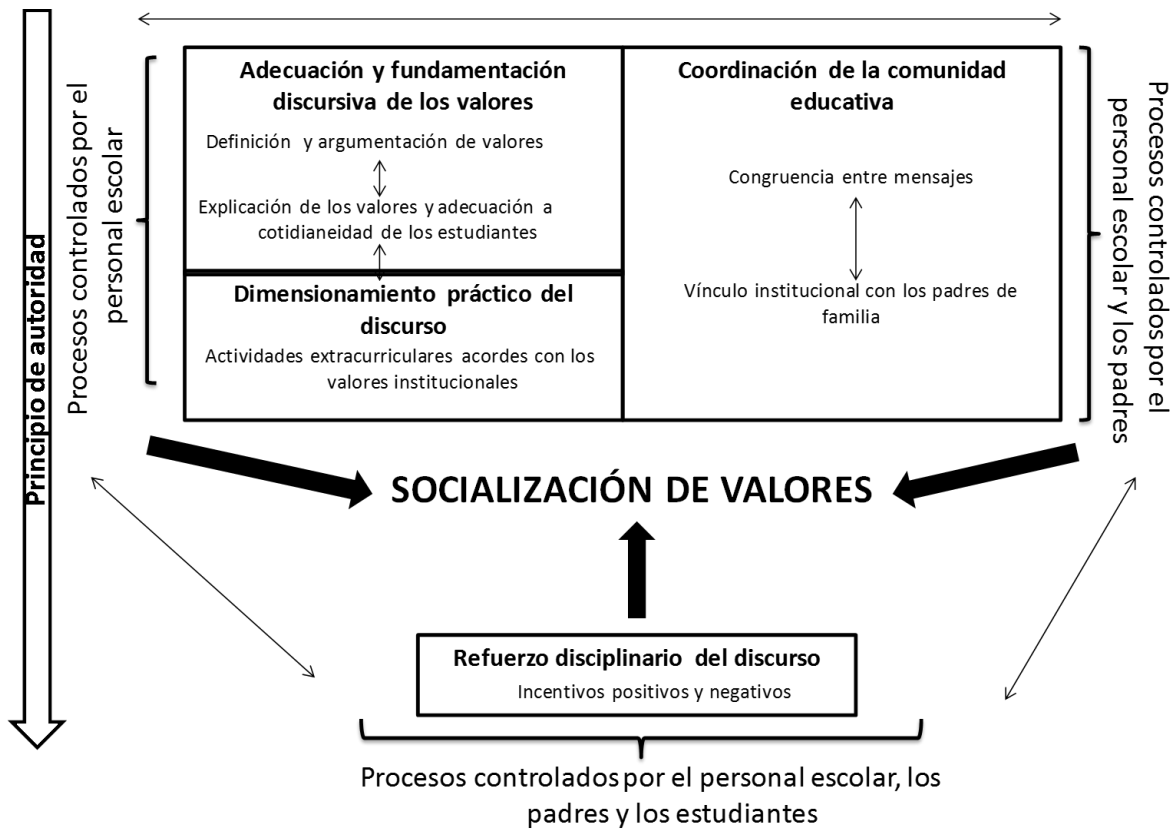 Principio de autoridad
Procesos controlados por el
personal escolar
Adecuación y fundamentación
discursiva de los valores
Definición y argumentación de valores
Explicación de los valores y adecuación a
cotidianeidad de los estudiantes
Dimensionamiento práctico del
discurso
Actividades extracurriculares acordes con los
valores institucionales
Coordinación de la comunidad
educativa
Congruencia entre mensajes
Vínculo institucional con los padres de
familia
Procesos controlados por el
personal escolar y los padres
SOCIALIZACIÓN DE VALORES
Refuerzo disciplinario del discurso
Incentivos positivos y negativos
Procesos controlados por el personal escolar, los
padres y los estudiantes